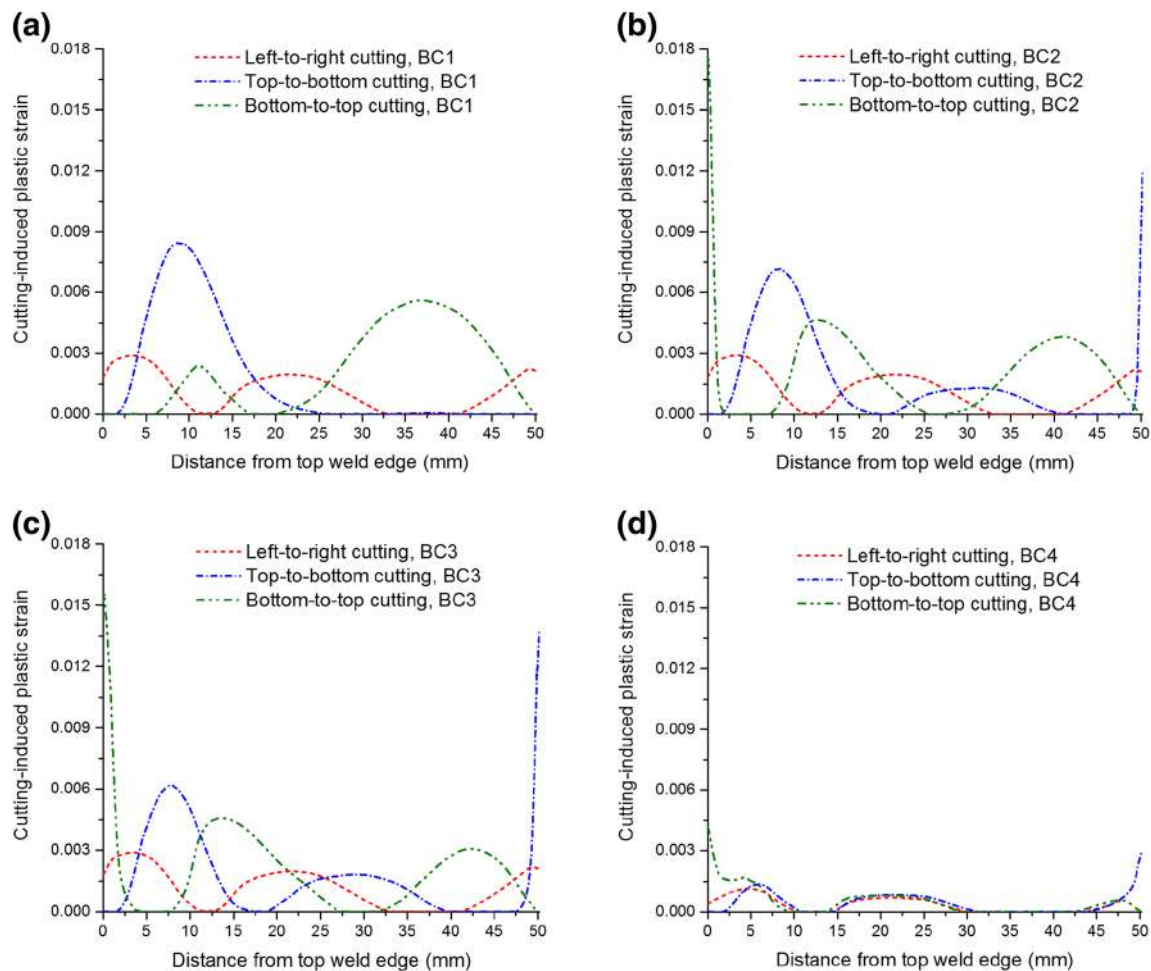 (a)
Left-to-right cutting, BC1
Top-to-bottom cutting, BC1
Bottom-to-top cutting, BC1
Cutting-induced plastic strain
0.018
0.015
0.012
0.009
0.006
0.003
0.000
0 5 10 15 20 25 30 35 40 45 50
Distance from top weld edge (mm)
(b)
Left-to-right cutting, BC2
Top-to-bottom cutting, BC2
Bottom-to-top cutting, BC2
Cutting-induced plastic strain
0.018
0.015
0.012
0.009
0.006
0.003
0.000
0 5 10 15 20 25 30 35 40 45 50
Distance from top weld edge (mm)
(c)
Left-to-right cutting, BC3
Top-to-bottom cutting, BC3
Bottom-to-top cutting, BC3
Cutting-induced plastic strain
0.018
0.015
0.012
0.009
0.006
0.003
0.000
0 5 10 15 20 25 30 35 40 45 50
Distance from top weld edge (mm)
(d)
Left-to-right cutting, BC4
Top-to-bottom cutting, BC4
Bottom-to-top cutting, BC4
Cutting-induced plastic strain
0.018
0.015
0.012
0.009
0.006
0.003
0.000
0 5 10 15 20 25 30 35 40 45 50
Distance from top weld edge (mm)